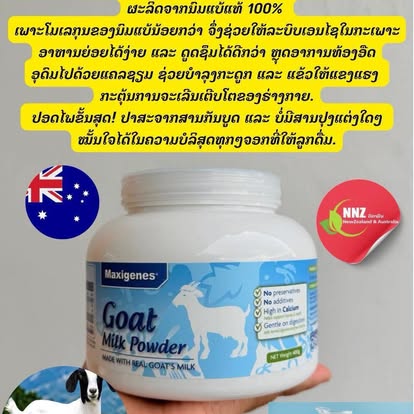 ຜະລິດຈາກນົມແບ້ແທ້ 100%
ເພາະໂມເລກຸນຂອງນົມແບ້ນ້ອຍກວ່າ ຈຶ່ງຊ່ວຍໃຫ້ລະບົບເອນໄຊໃນກະເພາະ
ອາຫານຍ່ອຍໄດ້ງ່າຍ ແລະ ດູດຊຶມໄດ້ດີກວ່າ ຫຼຸດອາການທ້ອງອືດ
ອຸດົມໄປດ້ວຍແຄລຊຽມ ຊ່ວຍບຳລຸງກະດູກ ແລະ ແຂ້ວໃຫ້ແຂງແຮງ
ກະຕຸ້ນການຈະເລີນເຕີບໂຕຂອງຮ່າງກາຍ.
ປອດໄພຂັ້ນສຸດ! ປາສະຈາກສານກັນບູດ ແລະ ບໍ່ມີສານປຸງແຕ່ງໃດໆ
ໝັ້ນໃຈໄດ້ໃນຄວາມບໍລິສຸດທຸກໆຈອກທີ່ໃຫ້ລູກດື່ມ.
NNZ
NewZealand & Australia
Maxigenes®
Goat
Milk Powder
MADE WITH REAL GOAT'S MILK
No preservatives
No additives
High in Calcium
Gentle on digestion
NET Weight 400g